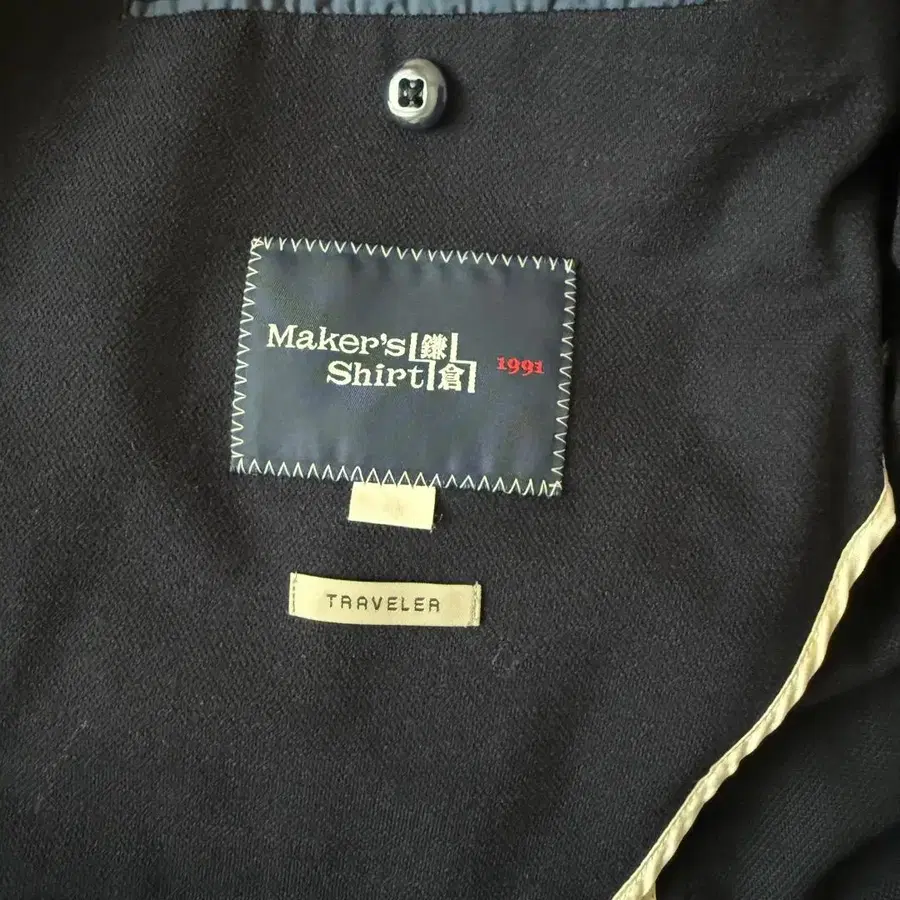 Maker's 鎌
Shirt 倉
1991
TRAVELER